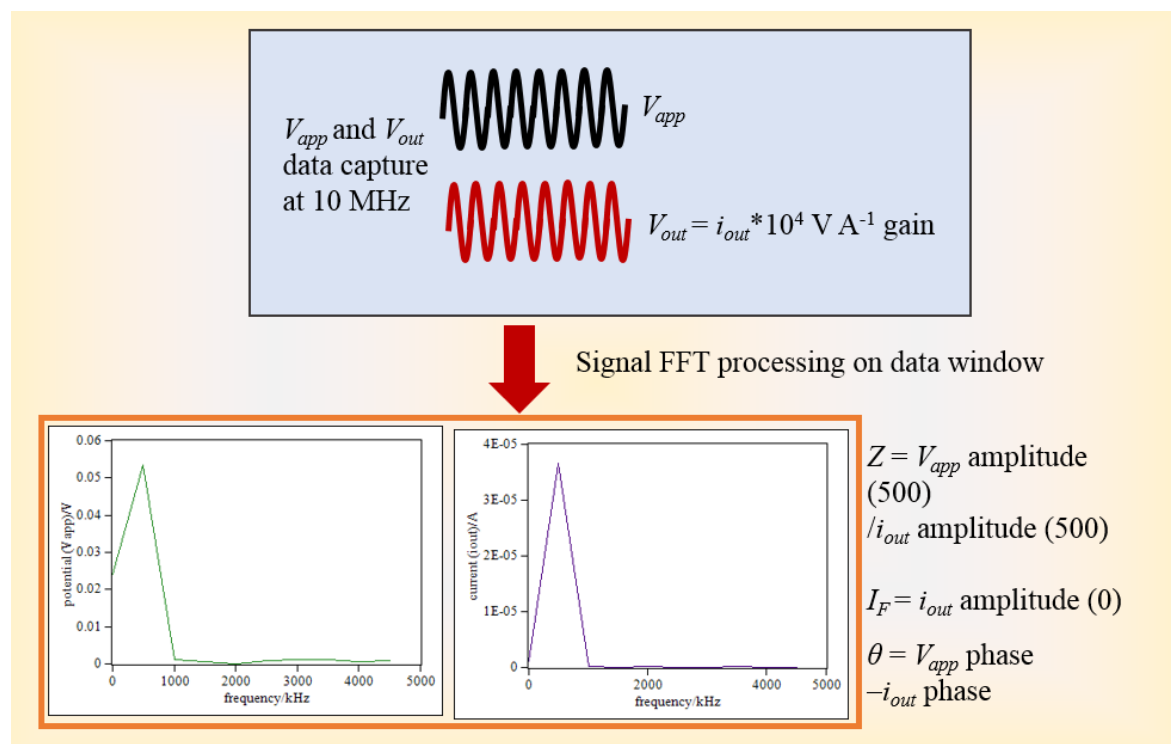 V_app and V_out
data capture
at 10 MHz
V_app
V_out = i_out*10⁴ V A⁻¹ gain
Signal FFT processing on data window
potential (V app)/V
0.06
0.05
0.04
0.03
0.02
0.01
0
0 1000 2000 3000 4000 5000
frequency/kHz
current (iout)/A
4E-05
3E-05
2E-05
1E-05
0
0 2000 4000 5000
frequency/kHz
Z = V_app amplitude
(500)
/i_out amplitude (500)
I_F = i_out amplitude (0)
θ = V_app phase
–i_out phase